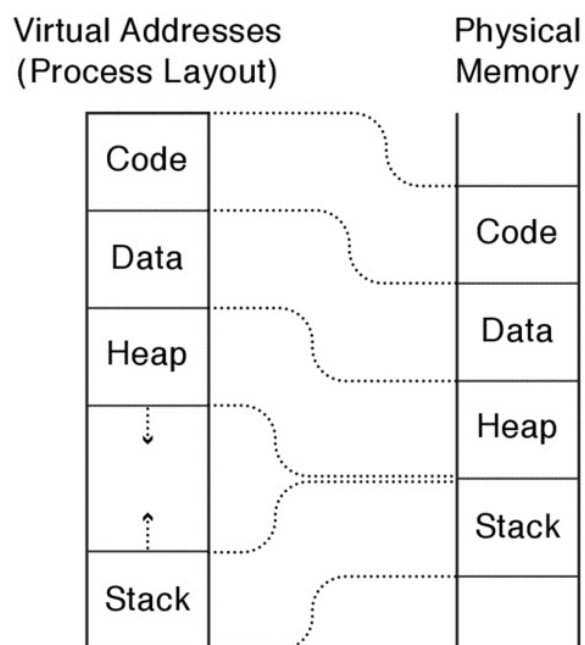 Virtual Addresses
(Process Layout)
Physical
Memory
Code
Data
Heap
Stack
Code
Data
Heap
Stack